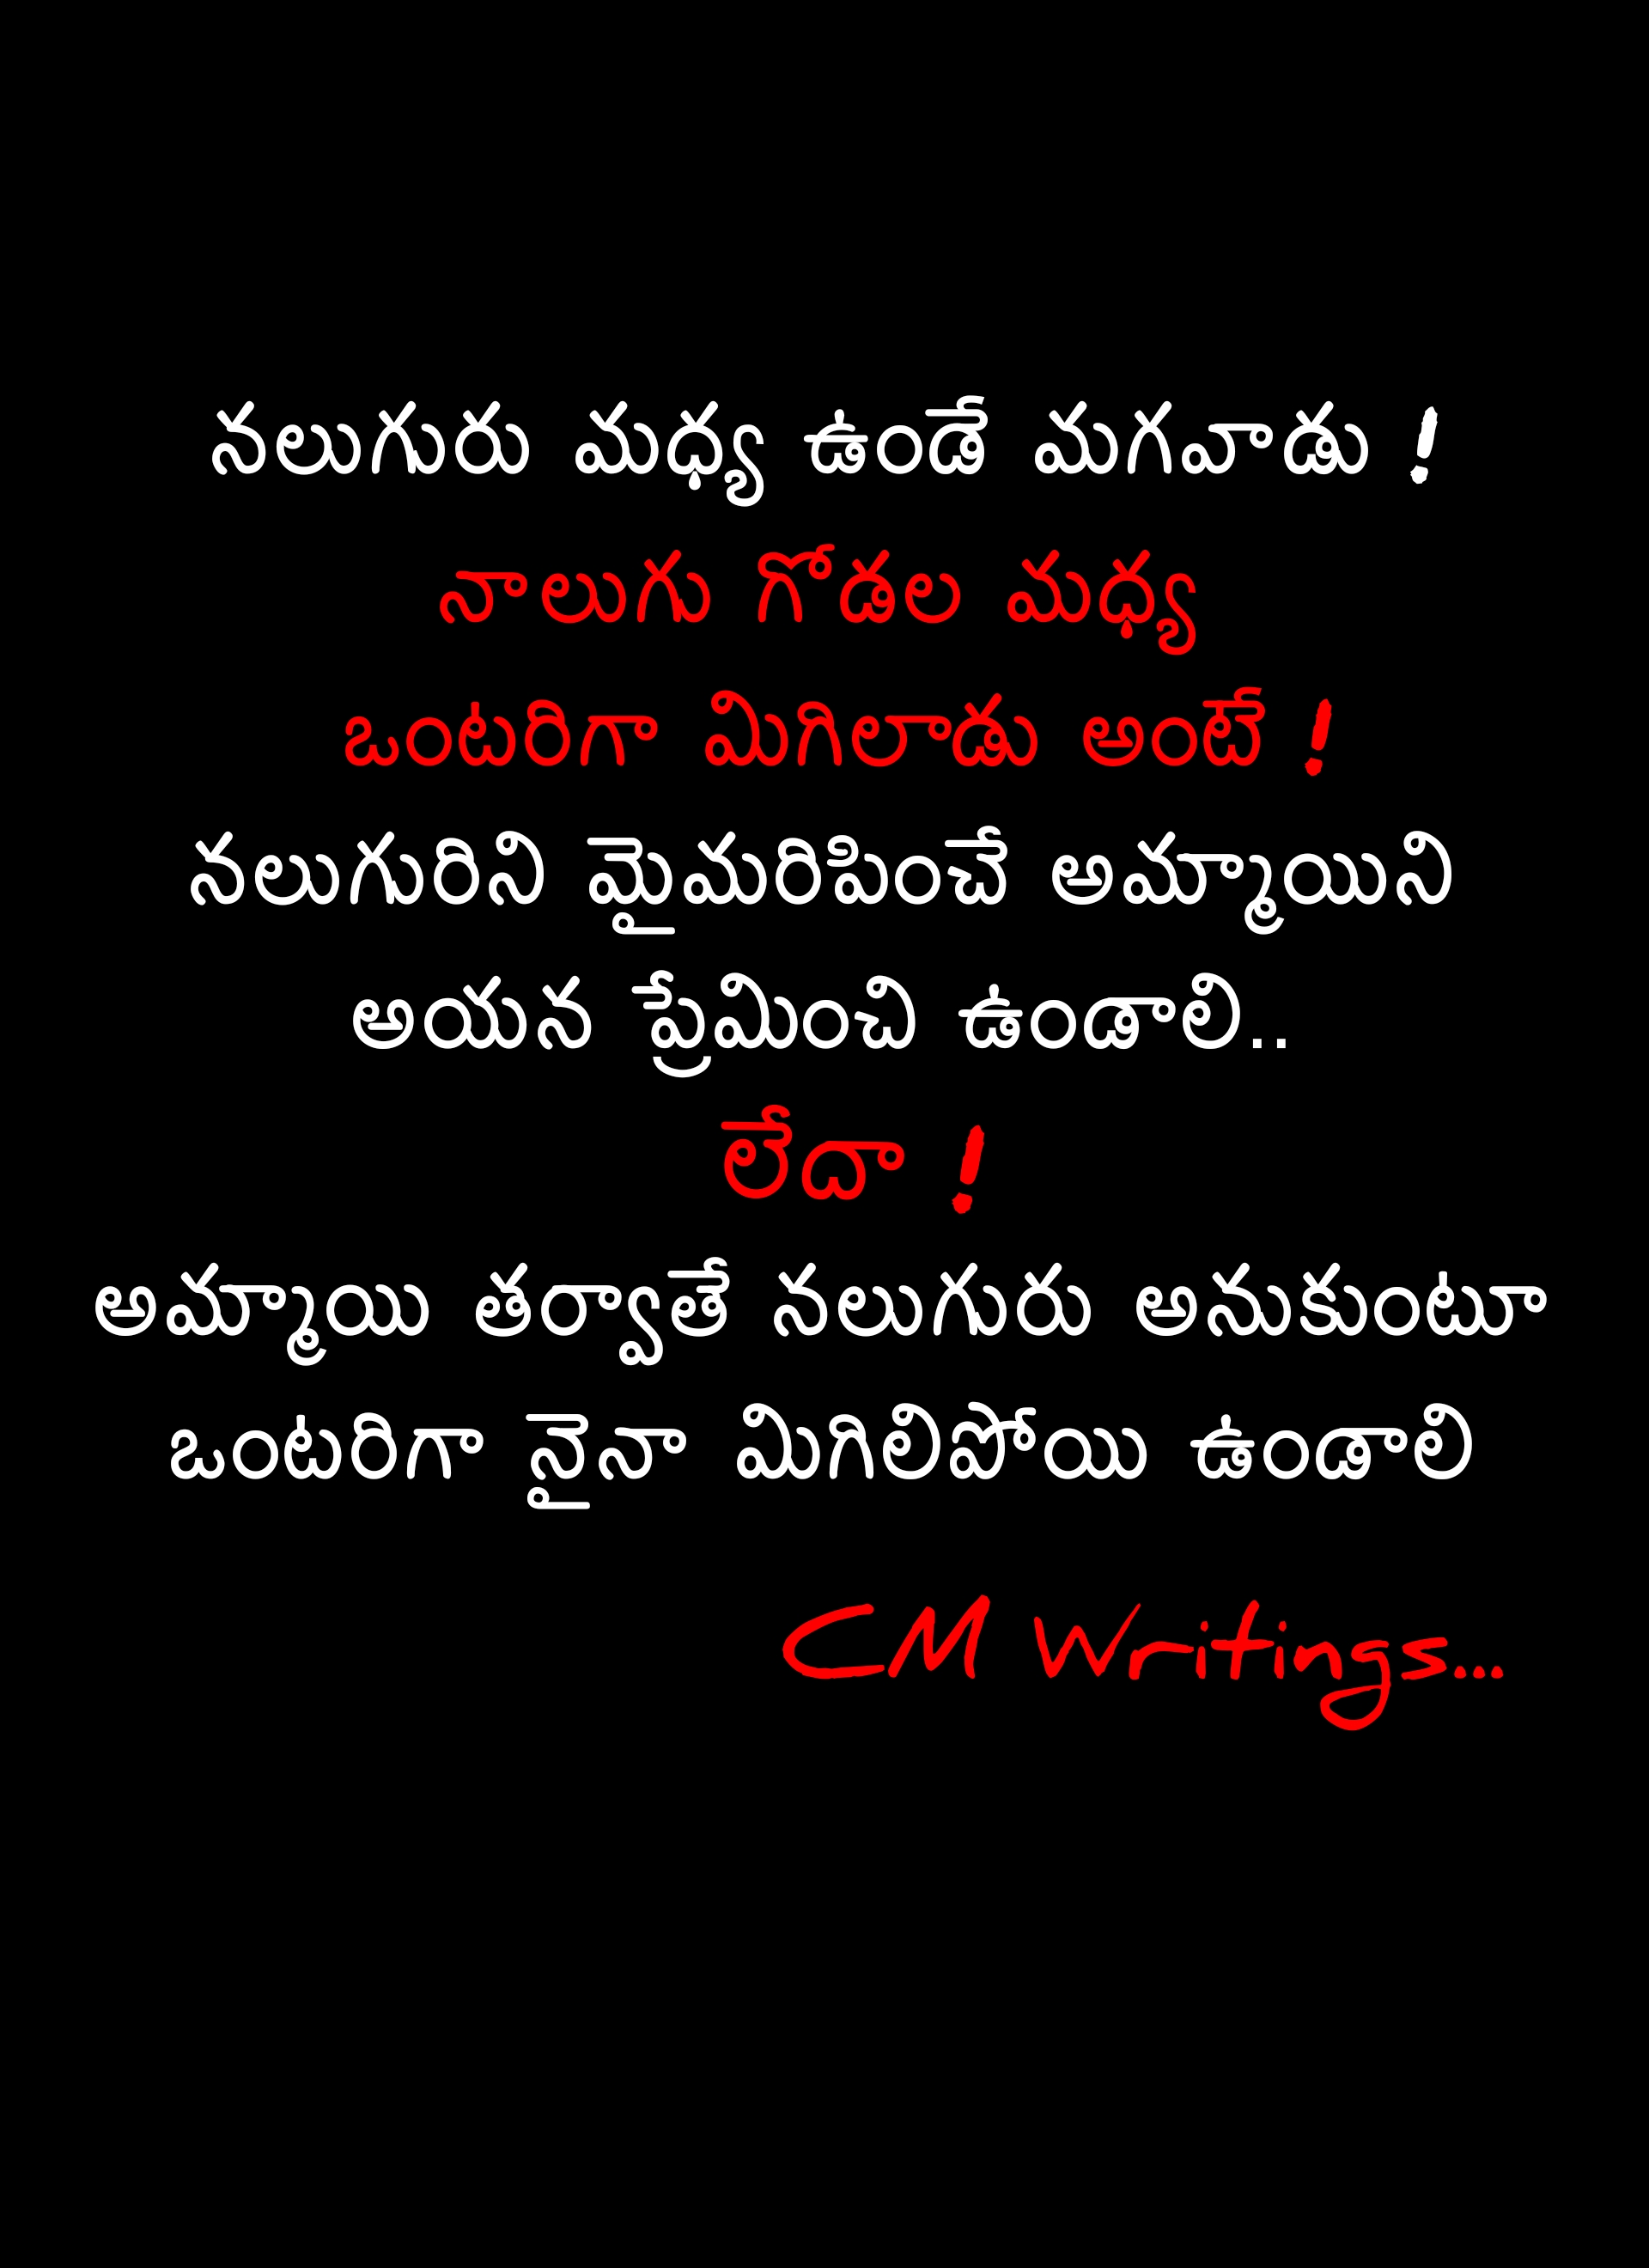 నలుగురు మధ్య ఉండే మగవాడు!
నాలుగు గోడల మధ్య
ఒంటరిగా మిగిలాడు అంటే !
నలుగురిని మైమరిపించే అమ్మాయిని
అయన ప్రేమించి ఉండాలి..
లేదా !
అమ్మాయి తర్వాతే నలుగురు అనుకుంటూ
ఒంటరిగా నైనా మిగిలిపోయి ఉండాలి
CM Writings...